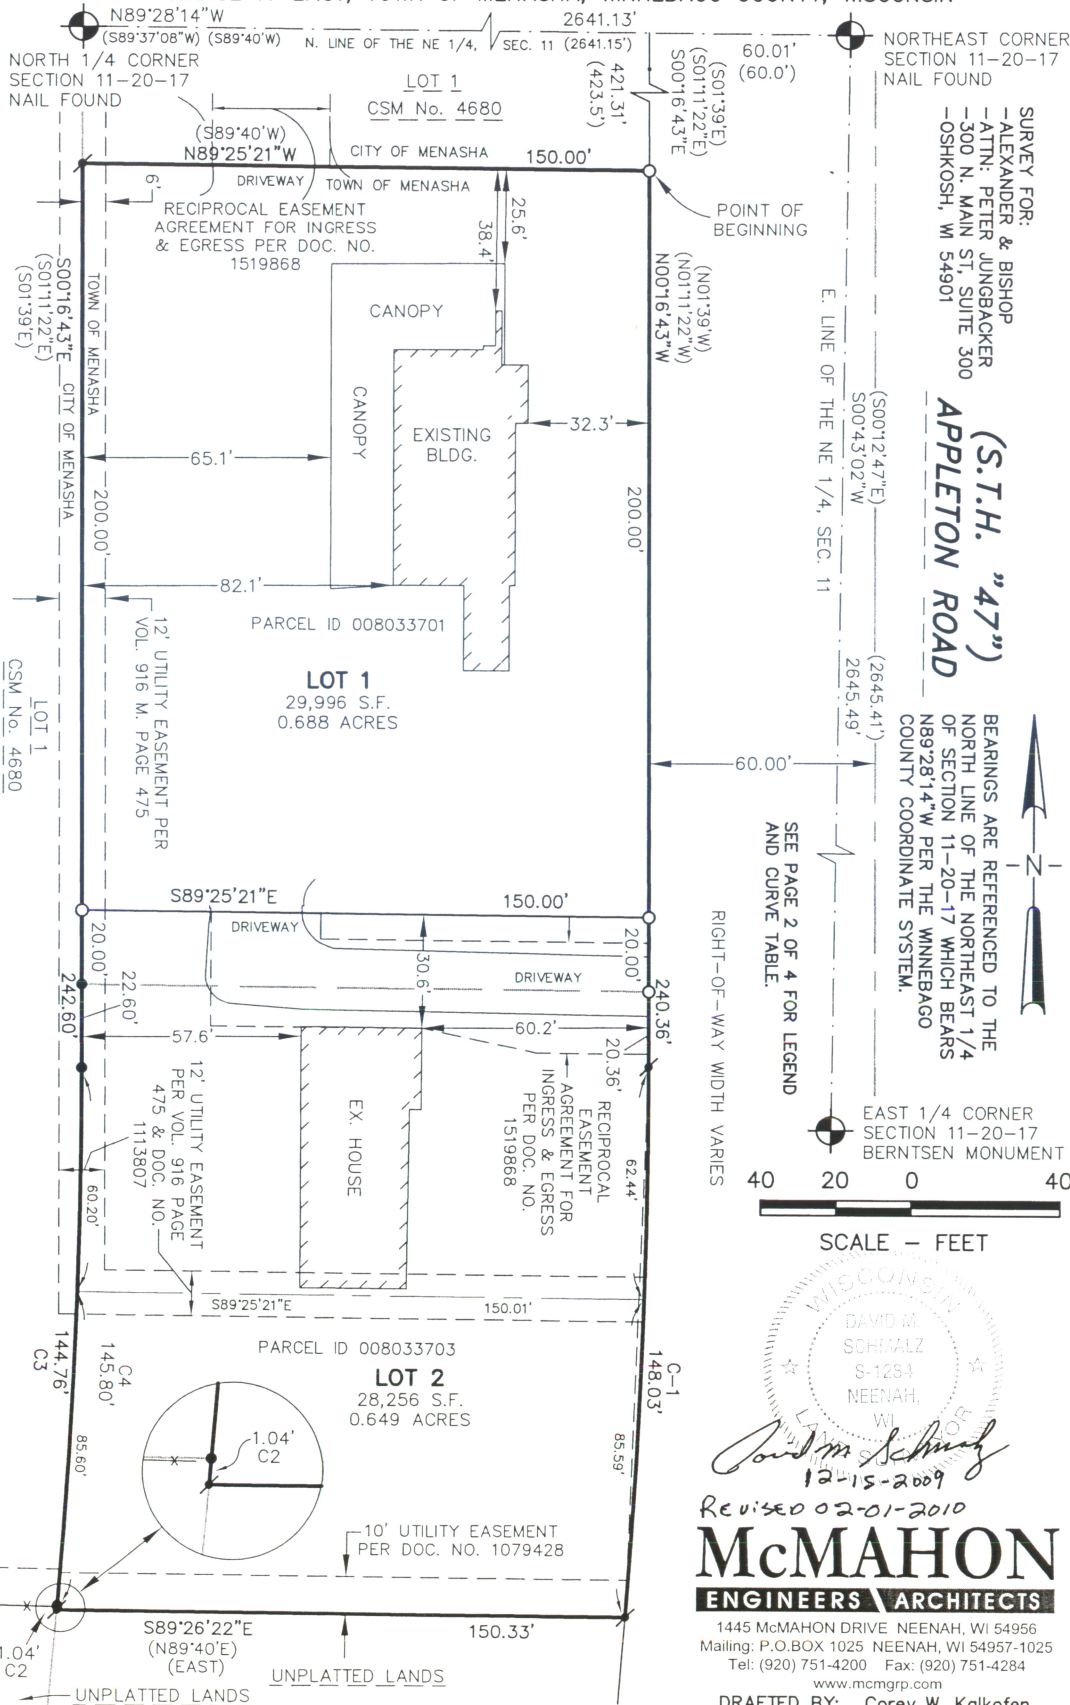 N89°28'14"W
(S89°37'08"W) (S89°40'W)
2641.13'
N. LINE OF THE NE 1/4, SEC. 11 (2641.15')
60.01'
(60.0')
NORTH 1/4 CORNER
SECTION 11-20-17
NAIL FOUND
NORTHEAST CORNER
SECTION 11-20-17
NAIL FOUND
LOT 1
CSM No. 4680
421.31'
(423.5')
(S01°39'E)
(S01°11'22"E)
S00°16'43"E
(S89°40'W)
N89°25'21"W
CITY OF MENASHA
150.00'
DRIVEWAY
TOWN OF MENASHA
6'
RECIPROCAL EASEMENT
AGREEMENT FOR INGRESS
& EGRESS PER DOC. NO.
1519868
25.6'
38.4'
POINT OF
BEGINNING
SURVEY FOR:
-ALEXANDER & BISHOP
-ATTN: PETER JUNGBACKER
-300 N. MAIN ST, SUITE 300
-OSHKOSH, WI 54901
TOWN OF MENASHA
S00°16'43"E
(S01°11'22"E)
(S01°39'E)
CITY OF MENASHA
CANOPY
CANOPY
EXISTING
BLDG.
(N01°39'W)
(N01°11'22"W)
N00°16'43"W
32.3'
65.1'
82.1'
200.00'
200.00'
E. LINE OF THE NE 1/4, SEC. 11
(S00°12'47"E)
S00°43'02"W
(2645.41')
2645.49'
(S.T.H. "47")
APPLETON ROAD
PARCEL ID 008033701
LOT 1
29,996 S.F.
0.688 ACRES
12' UTILITY EASEMENT PER
VOL. 916 M. PAGE 475
LOT 1
CSM No. 4680
60.00'
BEARINGS ARE REFERENCED TO THE
NORTH LINE OF THE NORTHEAST 1/4
OF SECTION 11-20-17 WHICH BEARS
N89°28'14"W PER THE WINNEBAGO
COUNTY COORDINATE SYSTEM.
N
SEE PAGE 2 OF 4 FOR LEGEND
AND CURVE TABLE.
RIGHT-OF-WAY WIDTH VARIES
S89°25'21"E
150.00'
DRIVEWAY
DRIVEWAY
20.00'
20.00'
22.60'
242.60'
240.36'
20.36'
30.6'
57.6'
60.2'
12' UTILITY EASEMENT
PER VOL. 916 PAGE
475 & DOC. NO.
1113807
EX. HOUSE
RECIPROCAL
EASEMENT
AGREEMENT FOR
INGRESS & EGRESS
PER DOC. NO.
1519868
60.20'
62.44'
EAST 1/4 CORNER
SECTION 11-20-17
BERNTSEN MONUMENT
40 20 0 40
SCALE - FEET
S89°25'21"E
150.01'
PARCEL ID 008033703
LOT 2
28,256 S.F.
0.649 ACRES
C4
145.80'
144.76'
C3
C-1
148.03'
85.60'
85.59'
1.04'
C2
10' UTILITY EASEMENT
PER DOC. NO. 1079428
S89°26'22"E
(N89°40'E)
(EAST)
150.33'
C2
UNPLATTED LANDS
UNPLATTED LANDS
WISCONSIN
DAVID M.
SCHMALZ
S-1284
NEENAH,
WI
LAND SURVEYOR
David M Schmalz
12-15-2009
Revised 02-01-2010
McMAHON
ENGINEERS ARCHITECTS
1445 McMAHON DRIVE NEENAH, WI 54956
Mailing: P.O.BOX 1025 NEENAH, WI 54957-1025
Tel: (920) 751-4200 Fax: (920) 751-4284
www.mcmgrp.com
DRAFTED BY: Corey W. Kalkofen